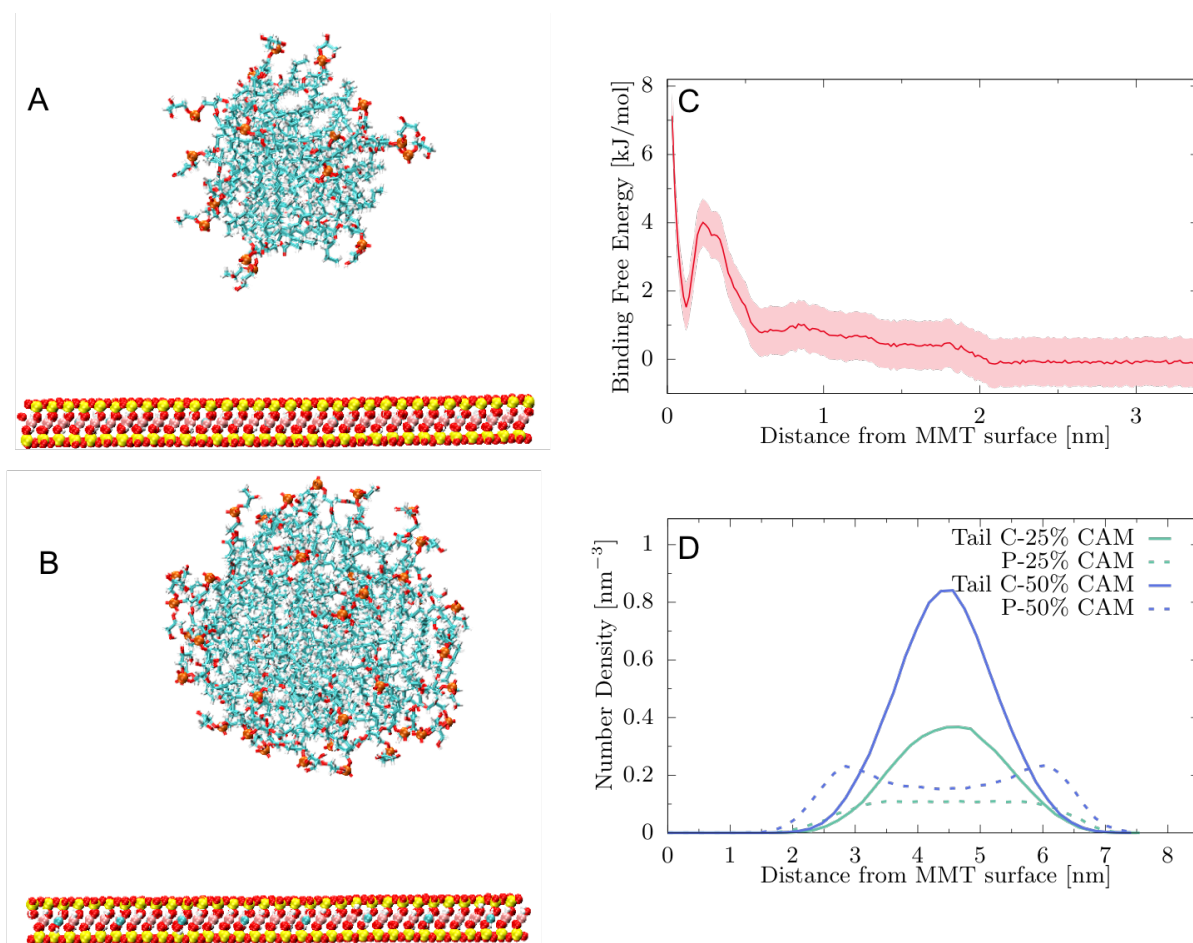 A
B
C
Binding Free Energy [kJ/mol]
8
6
4
2
0
0 1 2 3
Distance from MMT surface [nm]
D
Tail C-25% CAM
P-25% CAM
Tail C-50% CAM
P-50% CAM
Number Density [nm−3]
1
0.8
0.6
0.4
0.2
0
0 1 2 3 4 5 6 7 8
Distance from MMT surface [nm]